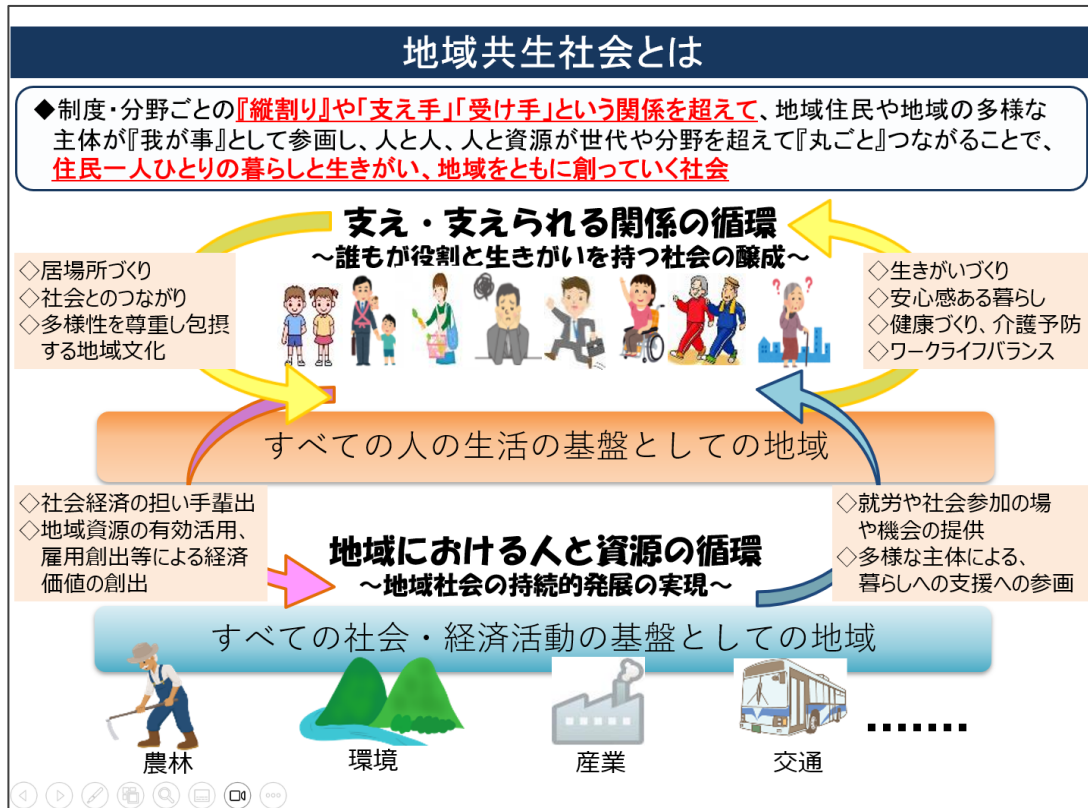 地域共生社会とは
◆制度・分野ごとの『縦割り』や「支え手」「受け手」という関係を超えて、地域住民や地域の多様な
主体が『我が事』として参画し、人と人、人と資源が世代や分野を超えて『丸ごと』つながることで、
住民一人ひとりの暮らしと生きがい、地域をともに創っていく社会
支え・支えられる関係の循環
～誰もが役割と生きがいを持つ社会の醸成～
◇居場所づくり
◇社会とのつながり
◇多様性を尊重し包摂
する地域文化
◇生きがいづくり
◇安心感ある暮らし
◇健康づくり、介護予防
◇ワークライフバランス
すべての人の生活の基盤としての地域
◇社会経済の担い手輩出
◇地域資源の有効活用、
雇用創出等による経済
価値の創出
◇就労や社会参加の場
や機会の提供
◇多様な主体による、
暮らしへの支援への参画
地域における人と資源の循環
～地域社会の持続的発展の実現～
すべての社会・経済活動の基盤としての地域
農林
環境
産業
交通
▪▪▪▪▪▪▪